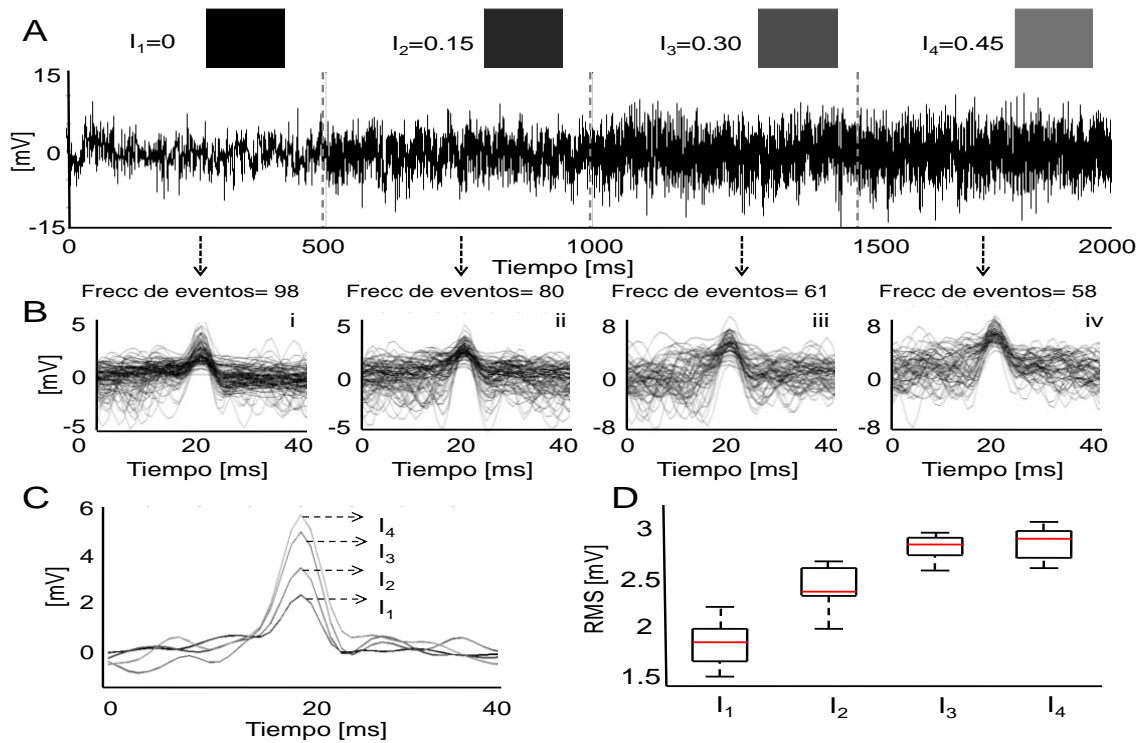 A
I₁=0
I₂=0.15
I₃=0.30
I₄=0.45
15
0
-15
[mV]
0 500 1000 1500 2000
Tiempo [ms]
Frecc de eventos= 98
Frecc de eventos= 80
Frecc de eventos= 61
Frecc de eventos= 58
B
i
5
0
-5
[mV]
0 20 40
Tiempo [ms]
ii
5
0
-5
0 20 40
Tiempo [ms]
iii
8
0
-8
0 20 40
Tiempo [ms]
iv
8
0
-8
0 20 40
Tiempo [ms]
C
6
4
2
0
[mV]
I₄
I₃
I₂
I₁
0 20 40
Tiempo [ms]
D
3
2.5
2
1.5
RMS [mV]
I₁ I₂ I₃ I₄